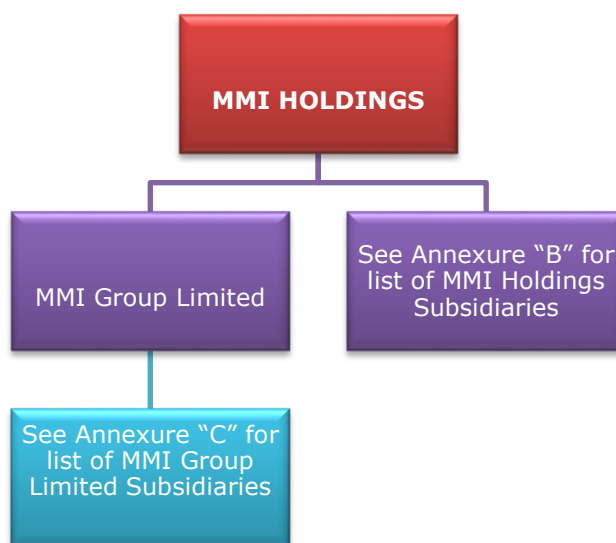 MMI HOLDINGS
MMI Group Limited
See Annexure “B” for
list of MMI Holdings
Subsidiaries
See Annexure “C” for
list of MMI Group
Limited Subsidiaries